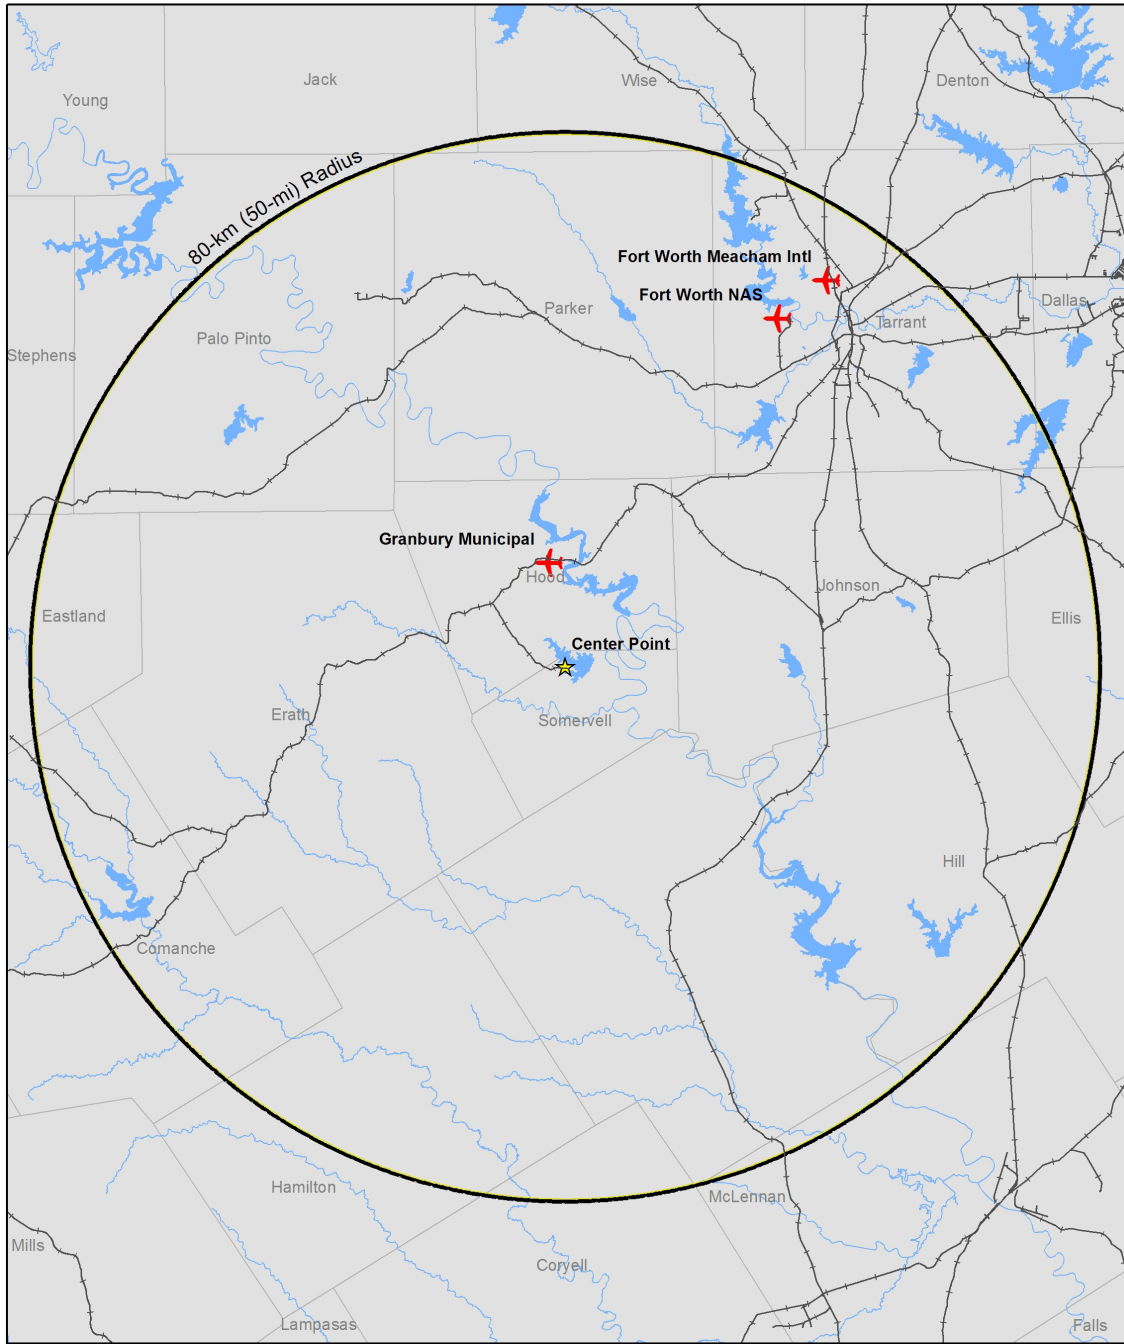 Jack
Wise
Denton
Young
80-km (50-mi) Radius
Fort Worth Meacham Intl
Fort Worth NAS
Dallas
Parker
Tarrant
Palo Pinto
Stephens
Granbury Municipal
Hood
Johnson
Eastland
Ellis
Center Point
Erath
Somervell
Hill
Comanche
Hamilton
McLennan
Mills
Coryell
Lampasas
Falls